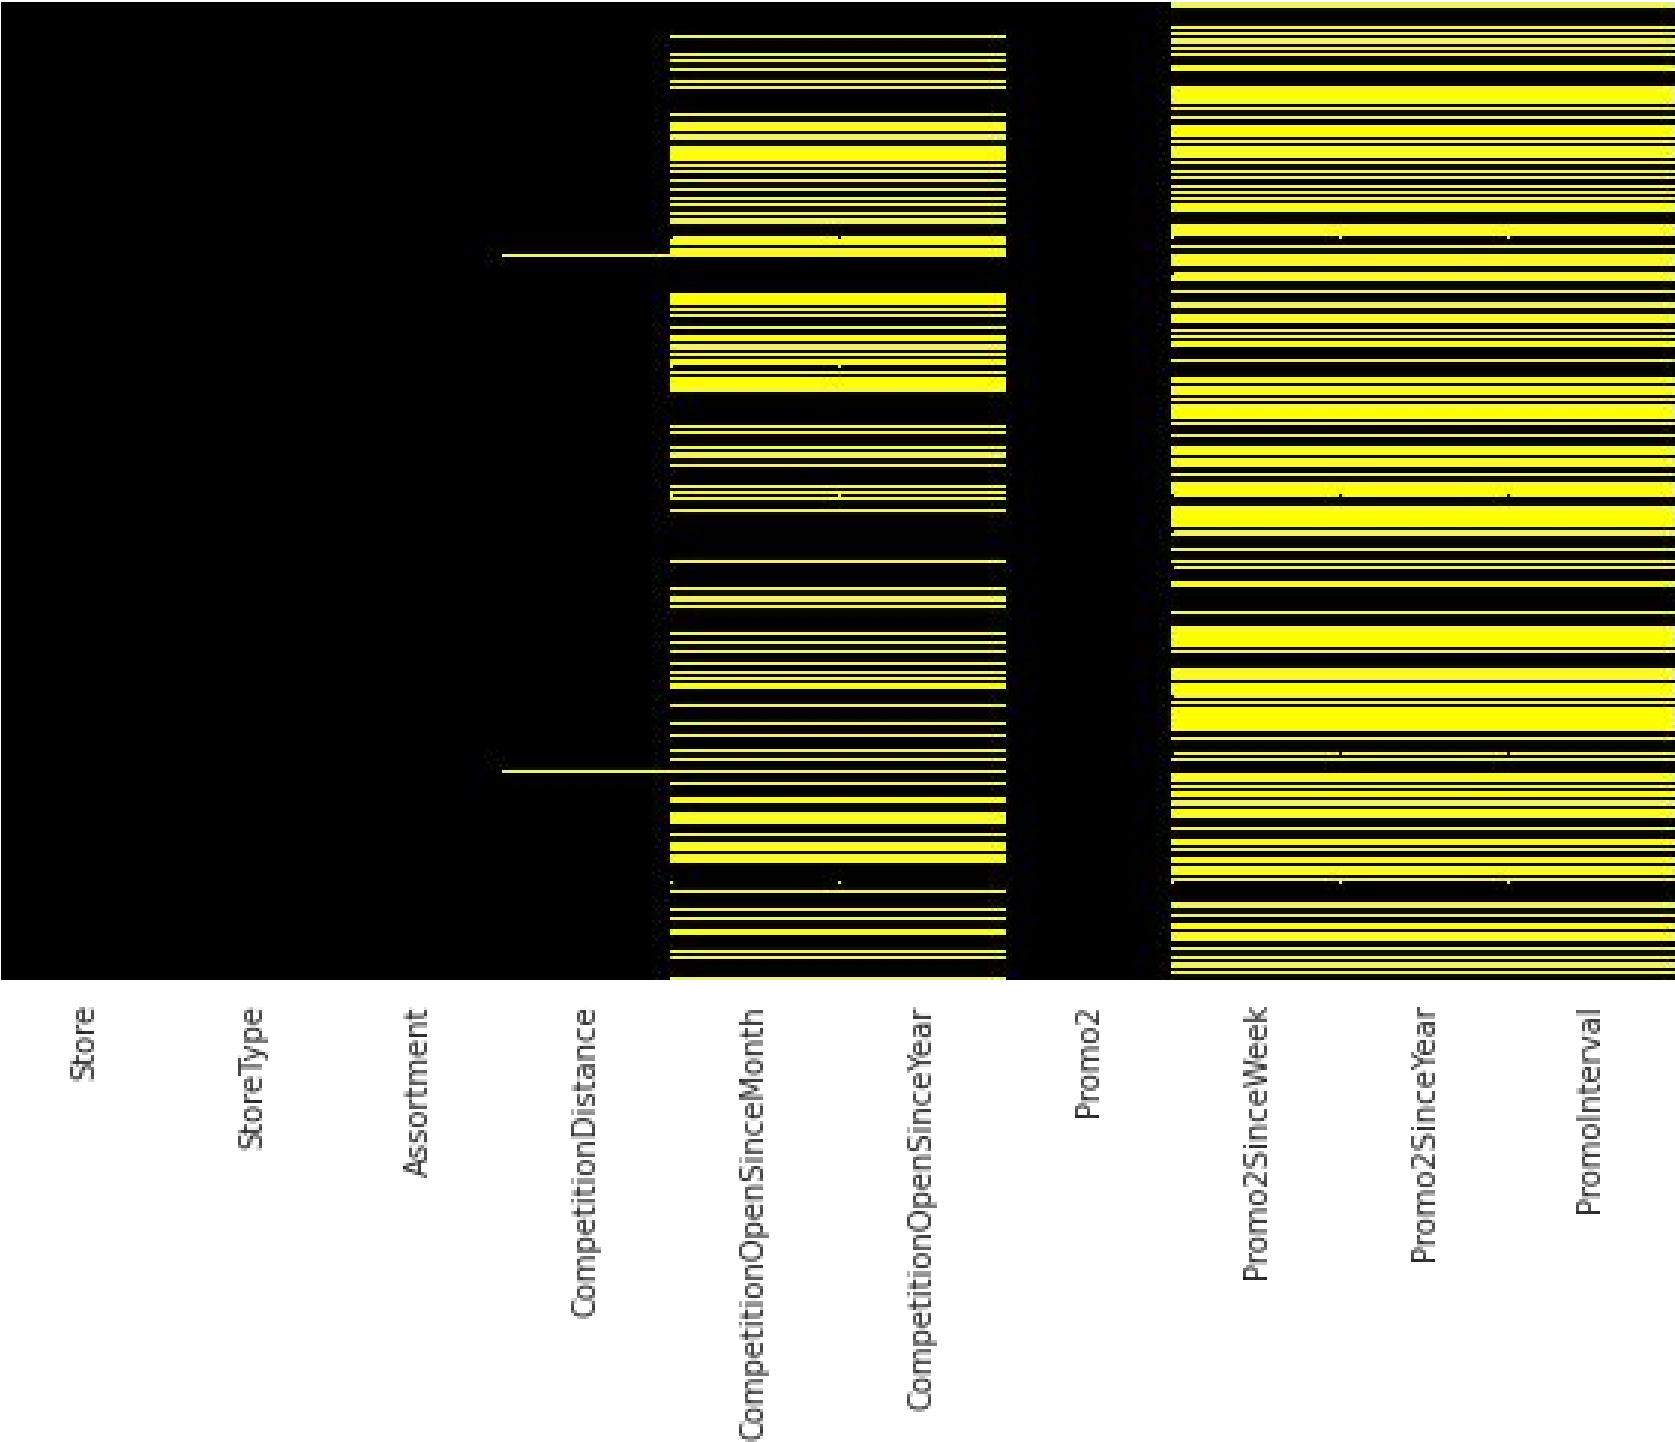 Store
StoreType
Assortment
CompetitionDistance
CompetitionOpenSinceMonth
CompetitionOpenSinceYear
Promo2
Promo2SinceWeek
Promo2SinceYear
PromoInterval